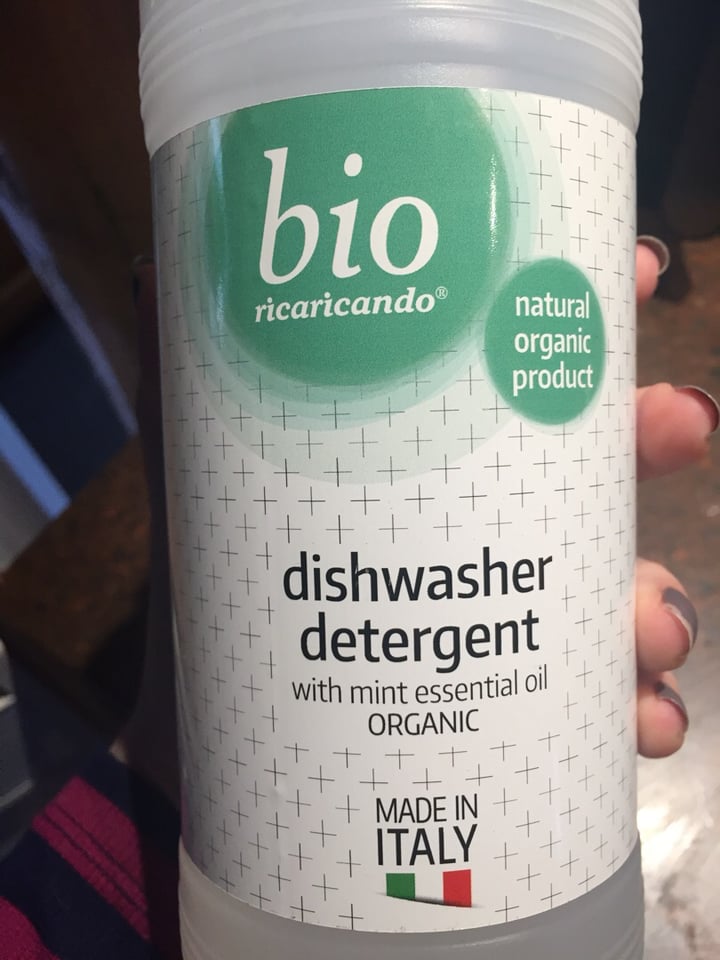 bio
ricaricando®
natural
organic
product
dishwasher
detergent
with mint essential oil
ORGANIC
MADE IN
ITALY